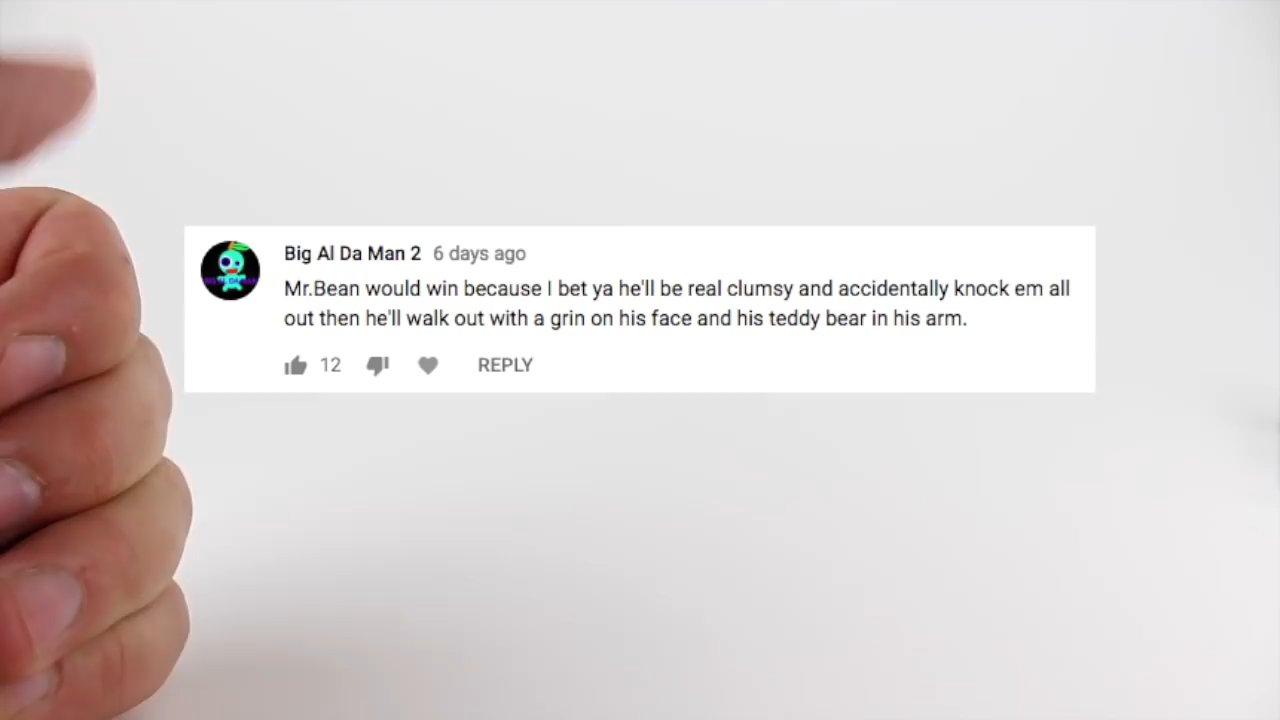 Big Al Da Man 2 6 days ago
Mr.Bean would win because I bet ya he'll be real clumsy and accidentally knock em all
out then he'll walk out with a grin on his face and his teddy bear in his arm.
12 REPLY